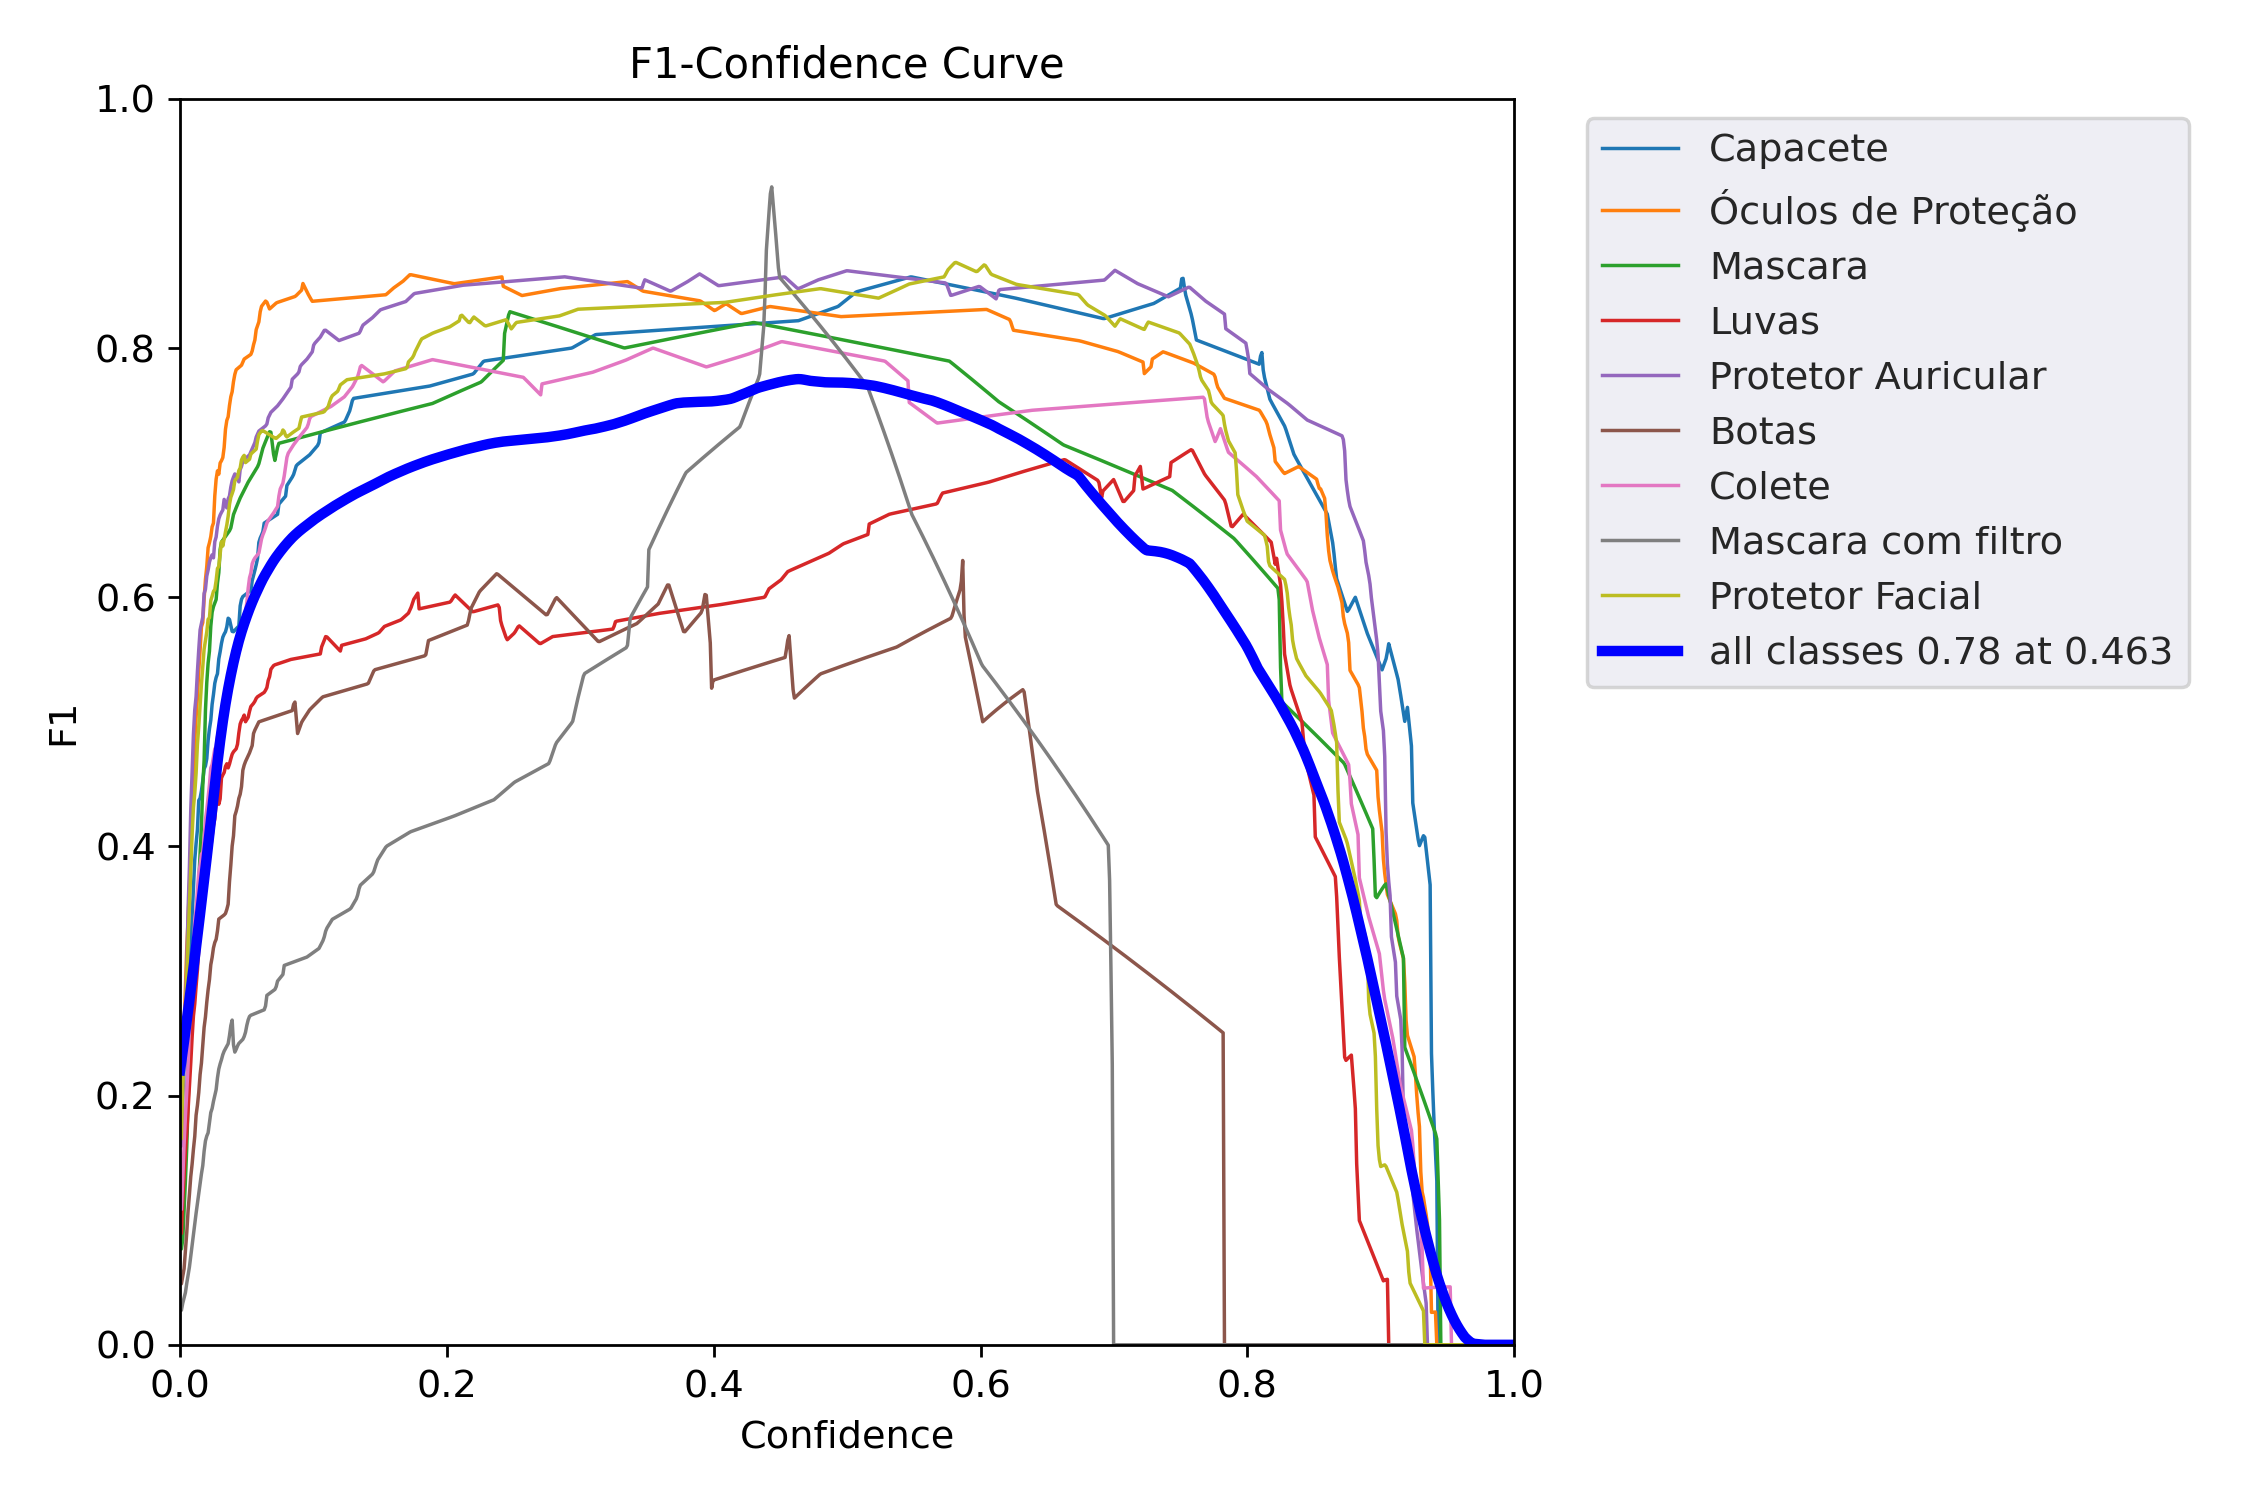 F1-Confidence Curve
1.0
0.8
0.6
0.4
0.2
0.0
F1
0.0 0.2 0.4 0.6 0.8 1.0
Confidence
Capacete
Óculos de Proteção
Mascara
Luvas
Protetor Auricular
Botas
Colete
Mascara com filtro
Protetor Facial
all classes 0.78 at 0.463